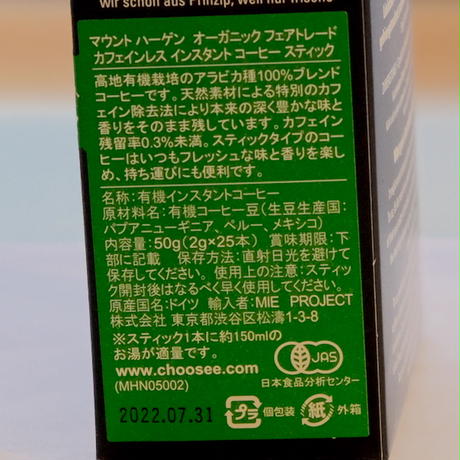 wir schon aus Prinzip, weil nur frische
マウント ハーゲン オーガニック フェアトレード
カフェインレス インスタント コーヒー スティック
高地有機栽培のアラビカ種100%ブレンド
コーヒーです。天然素材による特別のカフ
ェイン除去法により本来の深く豊かな味と
香りをそのまま残しています。カフェイン
残留率0.3%未満。スティックタイプのコー
ヒーはいつもフレッシュな味と香りを楽し
め、持ち運びにも便利です。
名称:有機インスタントコーヒー
原材料名:有機コーヒー豆(生豆生産国:
パプアニューギニア、ペルー、メキシコ)
内容量:50g(2g×25本) 賞味期限:下
部に記載 保存方法:直射日光を避けて
保存してください。使用上の注意:スティッ
ク開封後はなるべく早く使用してください。
原産国名:ドイツ 輸入者:MIE PROJECT
株式会社 東京都渋谷区松濤1-3-8
※スティック1本に約150mlの
お湯が適量です。
www.choosee.com
(MHN05002)
JAS
日本食品分析センター
2022.07.31
プラ 個包装 紙 外箱